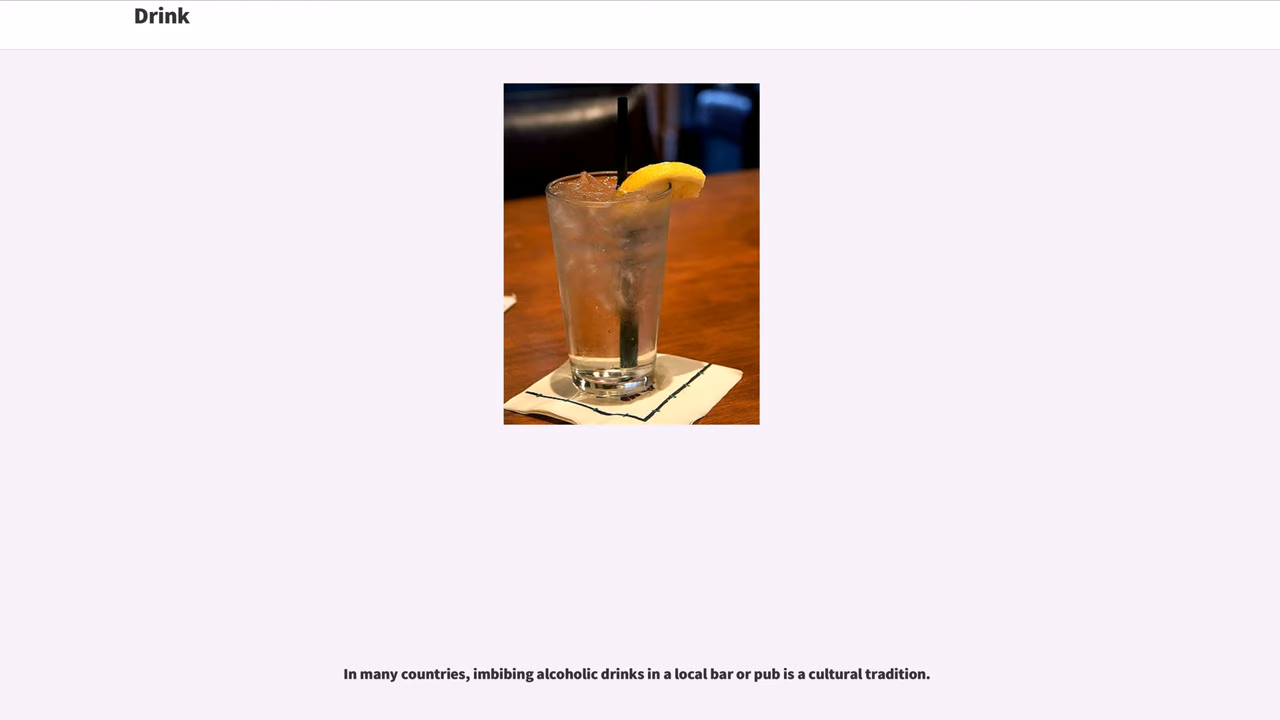 Drink
In many countries, imbibing alcoholic drinks in a local bar or pub is a cultural tradition.